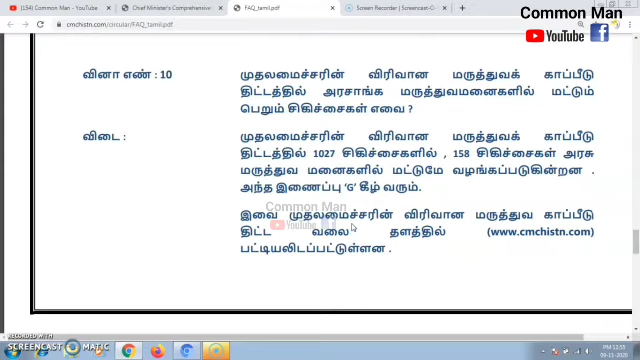 (154) Common Man - YouTube
Chief Minister's Comprehensive
FAQ_tamil.pdf
Screen Recorder | Screencast-O-
Common Man
YouTube
cmchistn.com/circular/FAQ_tamil.pdf
வினா எண் : 10
முதலமைச்சரின் விரிவான மருத்துவக் காப்பீடு
திட்டத்தில் அரசாங்க மருத்துவமனைகளில் மட்டும்
பெறும் சிகிச்சைகள் எவை ?
விடை :
முதலமைச்சரின் விரிவான மருத்துவக் காப்பீடு
திட்டத்தில் 1027 சிகிச்சைகளில் , 158 சிகிச்சைகள் அரசு
மருத்துவ மனைகளில் மட்டுமே வழங்கப்படுகின்றன .
அந்த இணைப்பு ‘G’ கீழ் வரும்.
Common Man
YouTube
இவை முதலமைச்சரின் விரிவான மருத்துவ காப்பீடு
திட்ட வலை தளத்தில் (www.cmchistn.com)
பட்டியலிடப்பட்டுள்ளன .
RECORDED WITH
SCREENCAST MATIC
PM 12:55
09-11-2020